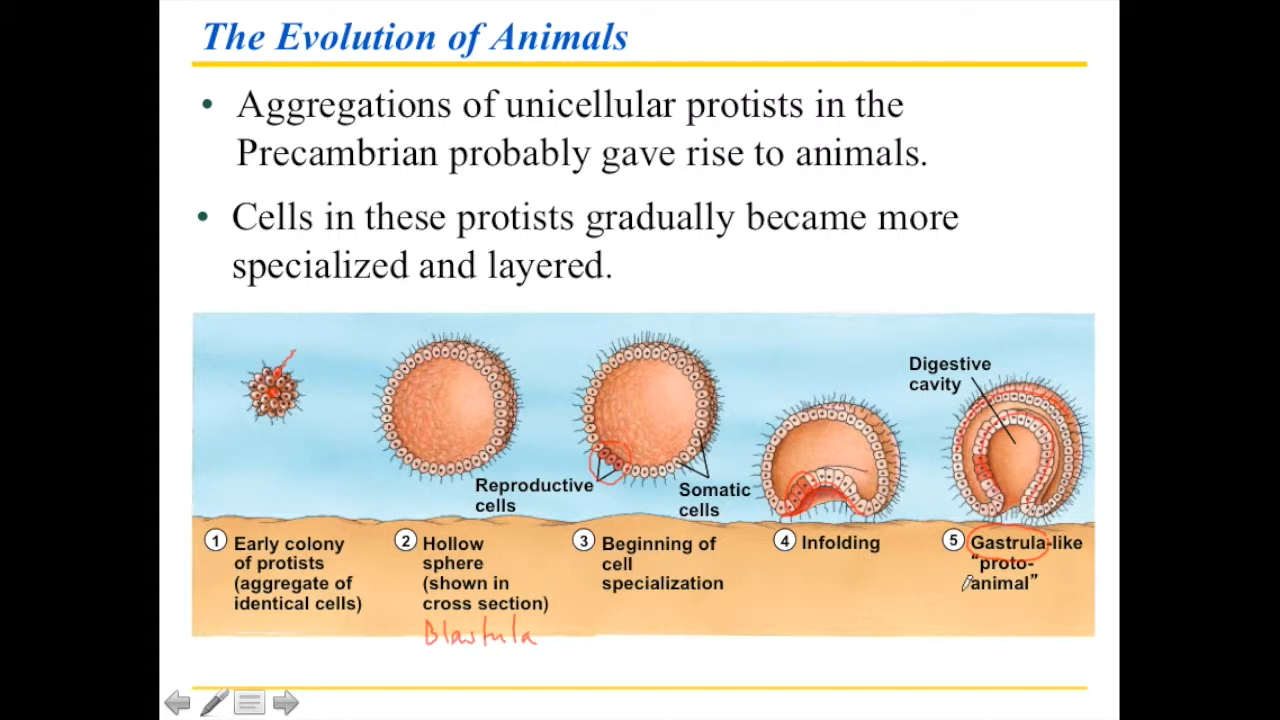 The Evolution of Animals
• Aggregations of unicellular protists in the
Precambrian probably gave rise to animals.
• Cells in these protists gradually became more
specialized and layered.
Digestive
cavity
Reproductive
cells
Somatic
cells
1 Early colony
of protists
(aggregate of
identical cells)
2 Hollow
sphere
(shown in
cross section)
Blastula
3 Beginning of
cell
specialization
4 Infolding
5 Gastrula-like
“proto-
animal”